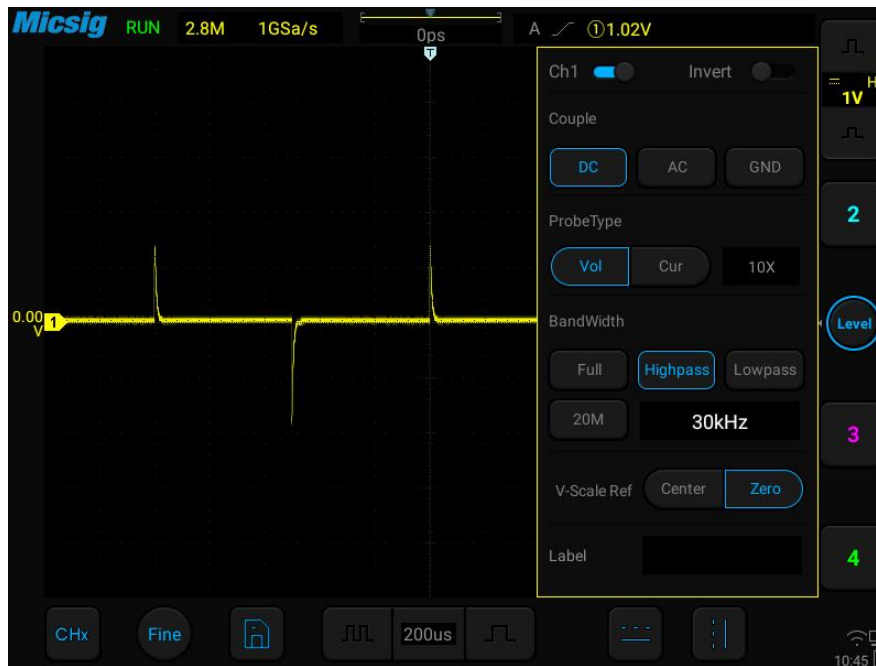 Micsig RUN 2.8M 1GSa/s 0ps A ①1.02V
T
Ch1 Invert
H
1V
Couple
DC AC GND
ProbeType
2
Vol Cur 10X
0.00 V 1
BandWidth
Level
Full Highpass Lowpass
20M 30kHz
3
V-Scale Ref Center Zero
Label
4
CHx Fine 200us
10:45